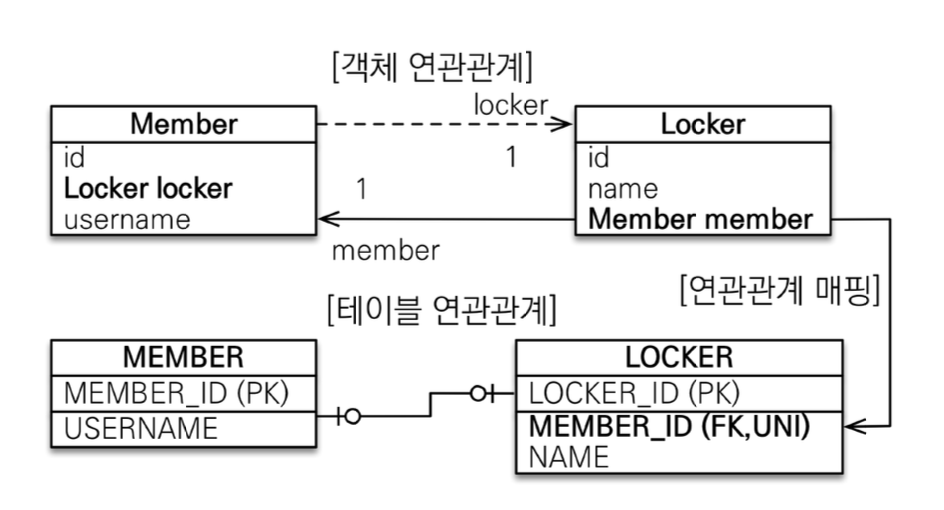 [객체 연관관계]
locker
Member
Locker
id
Locker locker
username
1
1
id
name
Member member
member
[연관관계 매핑]
[테이블 연관관계]
MEMBER
MEMBER_ID (PK)
USERNAME
LOCKER
LOCKER_ID (PK)
MEMBER_ID (FK,UNI)
NAME